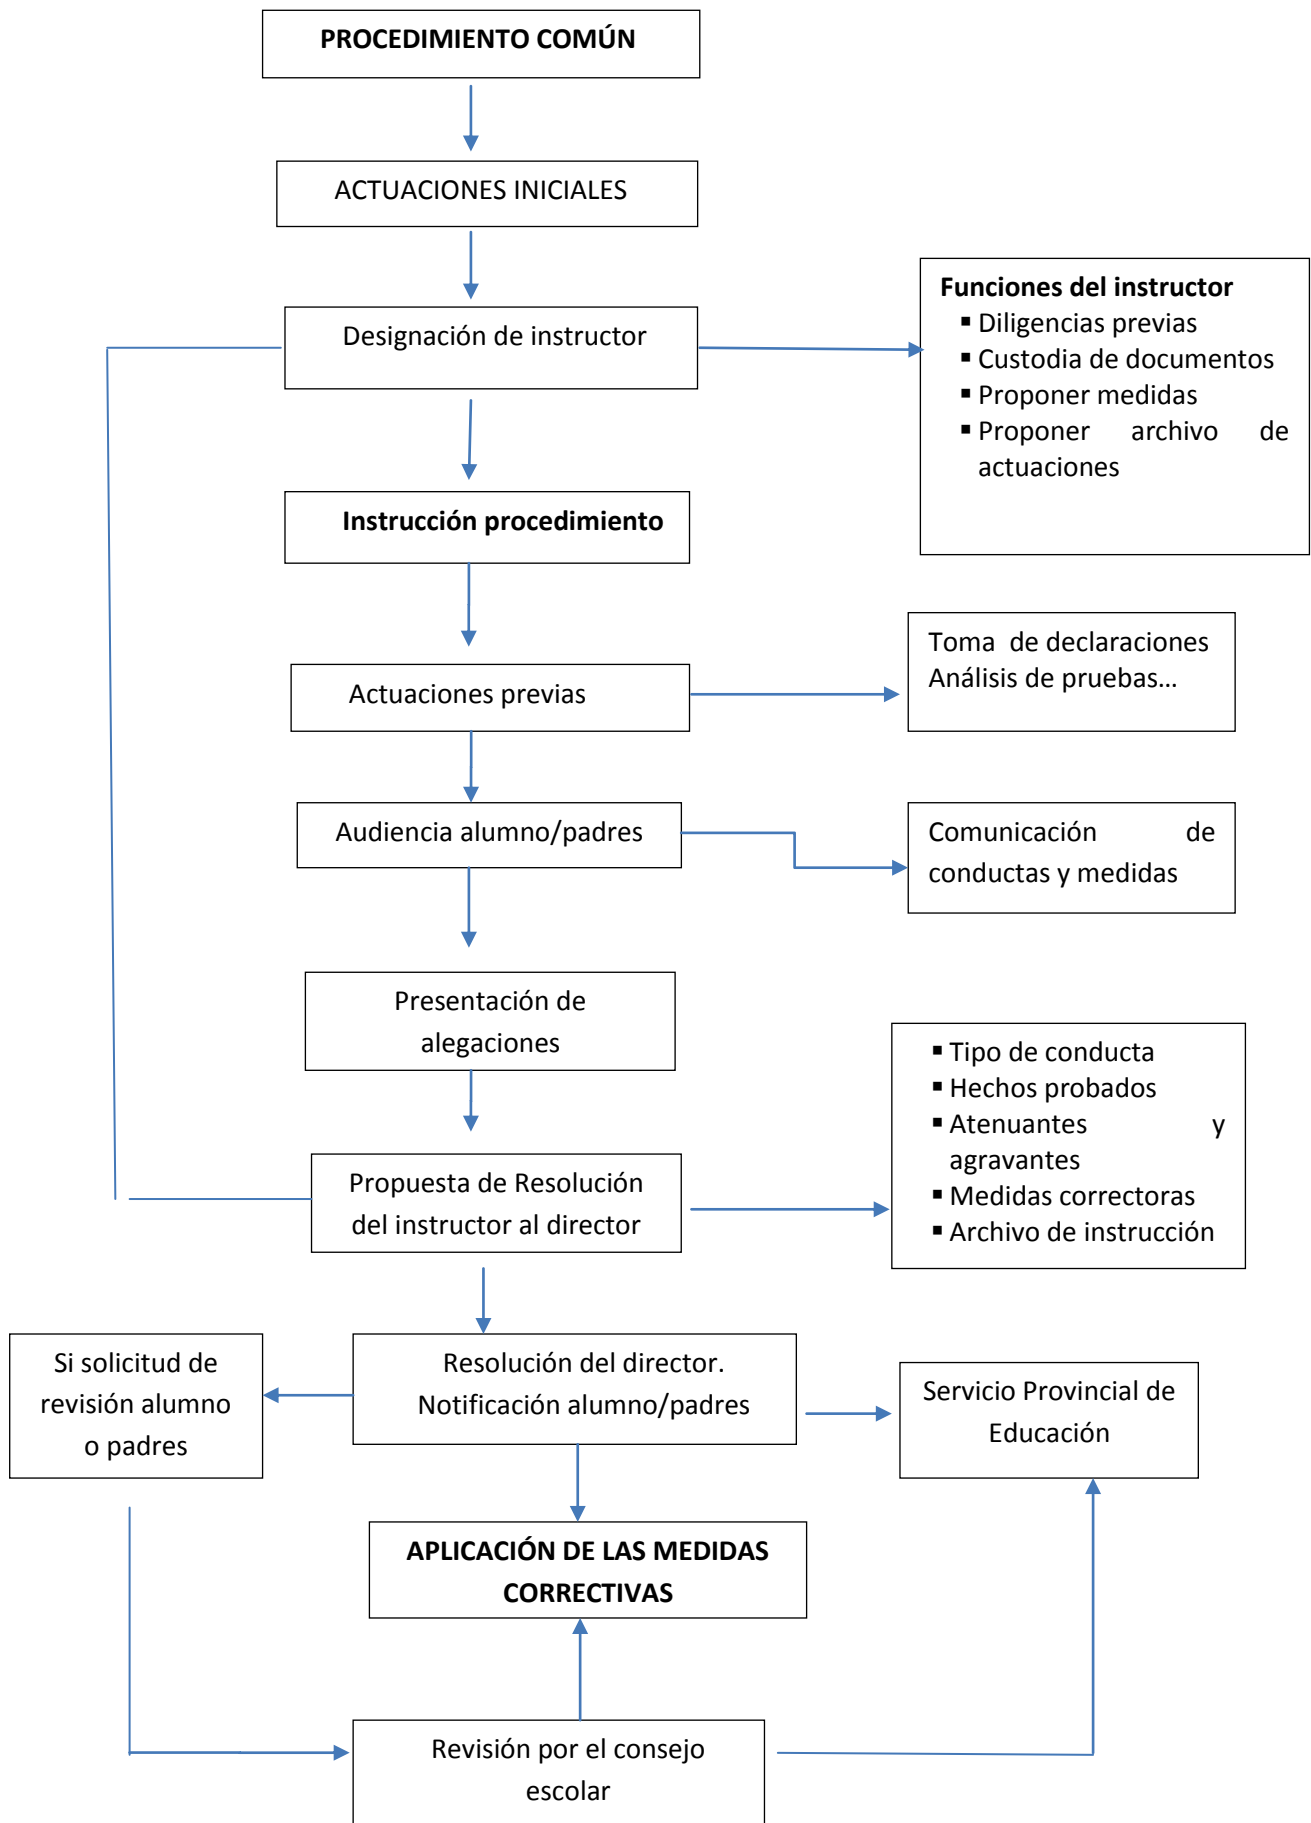 PROCEDIMIENTO COMÚN
ACTUACIONES INICIALES
Designación de instructor
Funciones del instructor
▪ Diligencias previas
▪ Custodia de documentos
▪ Proponer medidas
▪ Proponer archivo de
actuaciones
Instrucción procedimiento
Actuaciones previas
Toma de declaraciones
Análisis de pruebas…
Audiencia alumno/padres
Comunicación de
conductas y medidas
Presentación de
alegaciones
Propuesta de Resolución
del instructor al director
▪ Tipo de conducta
▪ Hechos probados
▪ Atenuantes y
agravantes
▪ Medidas correctoras
▪ Archivo de instrucción
Si solicitud de
revisión alumno
o padres
Resolución del director.
Notificación alumno/padres
Servicio Provincial de
Educación
APLICACIÓN DE LAS MEDIDAS
CORRECTIVAS
Revisión por el consejo
escolar